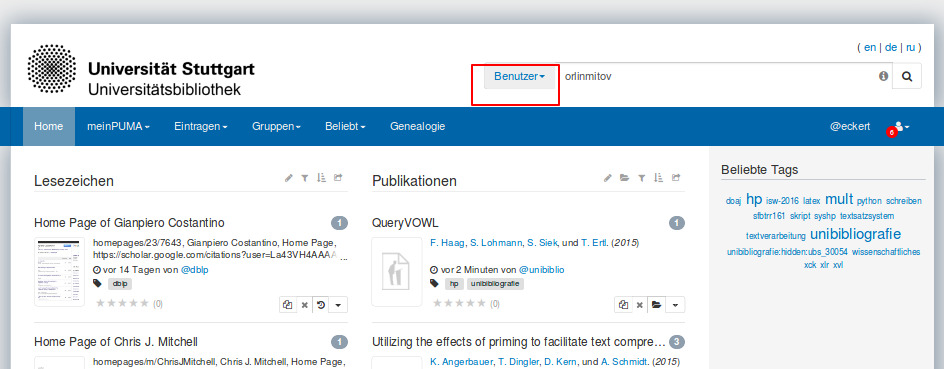 ( en | de | ru )
Universität Stuttgart
Universitätsbibliothek
Benutzer orlinmitov
Home meinPUMA Eintragen Gruppen Beliebt Genealogie @eckert 6
Lesezeichen
Home Page of Gianpiero Costantino 1
homepages/23/7643, Gianpiero Costantino, Home Page,
https://scholar.google.com/citations?user=La43VH4AAAA ...
vor 14 Tagen von @dblp
dblp
(0)
Home Page of Chris J. Mitchell 1
homepages/m/ChrisJMitchell, Chris J. Mitchell, Home Page,
Publikationen
QueryVOWL 1
F. Haag, S. Lohmann, S. Siek, und T. Ertl. (2015)
vor 2 Minuten von @unibiblio
hp unibibliografie
(0)
Utilizing the effects of priming to facilitate text compre… 3
K. Angerbauer, T. Dingler, D. Kern, und A. Schmidt. (2015)
Beliebte Tags
doaj hp isw-2016 latex mult python schreiben
sfbtrr161 skript syshp textsatzsystem
textverarbeitung unibibliografie
unibibliografie:hidden:ubs_30054 wissenschaftliches
xck xlr xvl